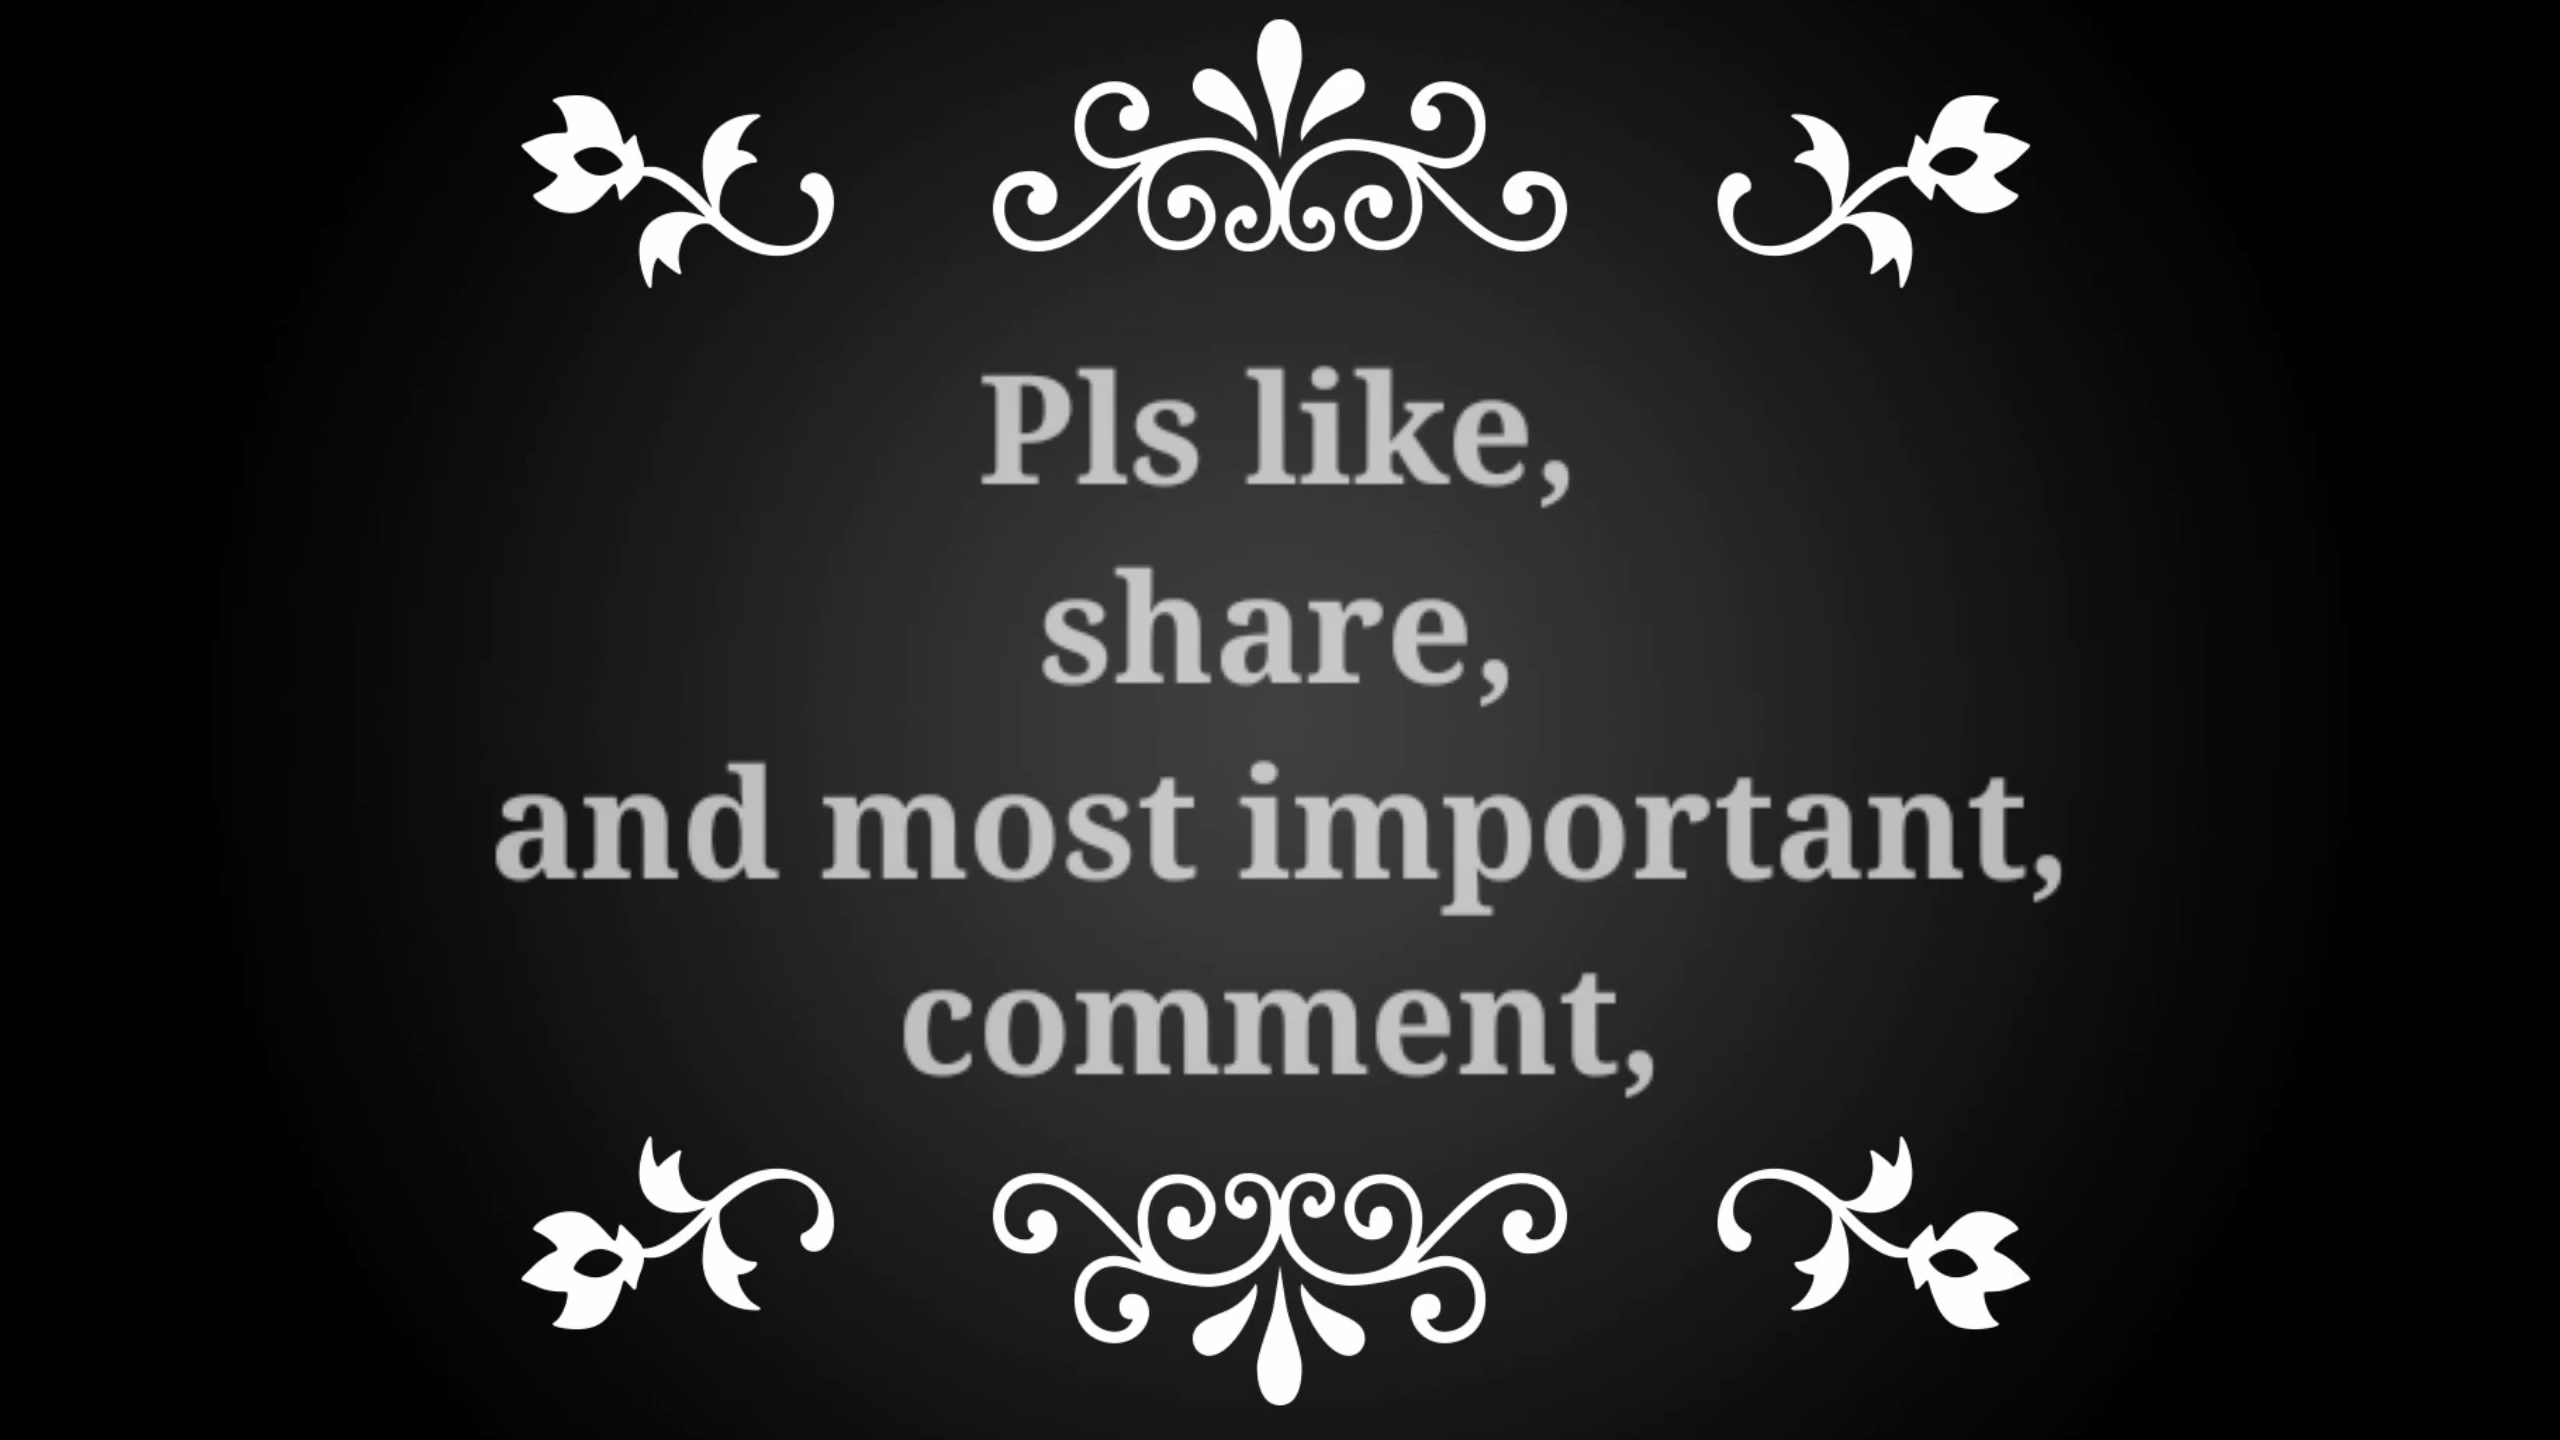 Pls like,
share,
and most important,
comment,